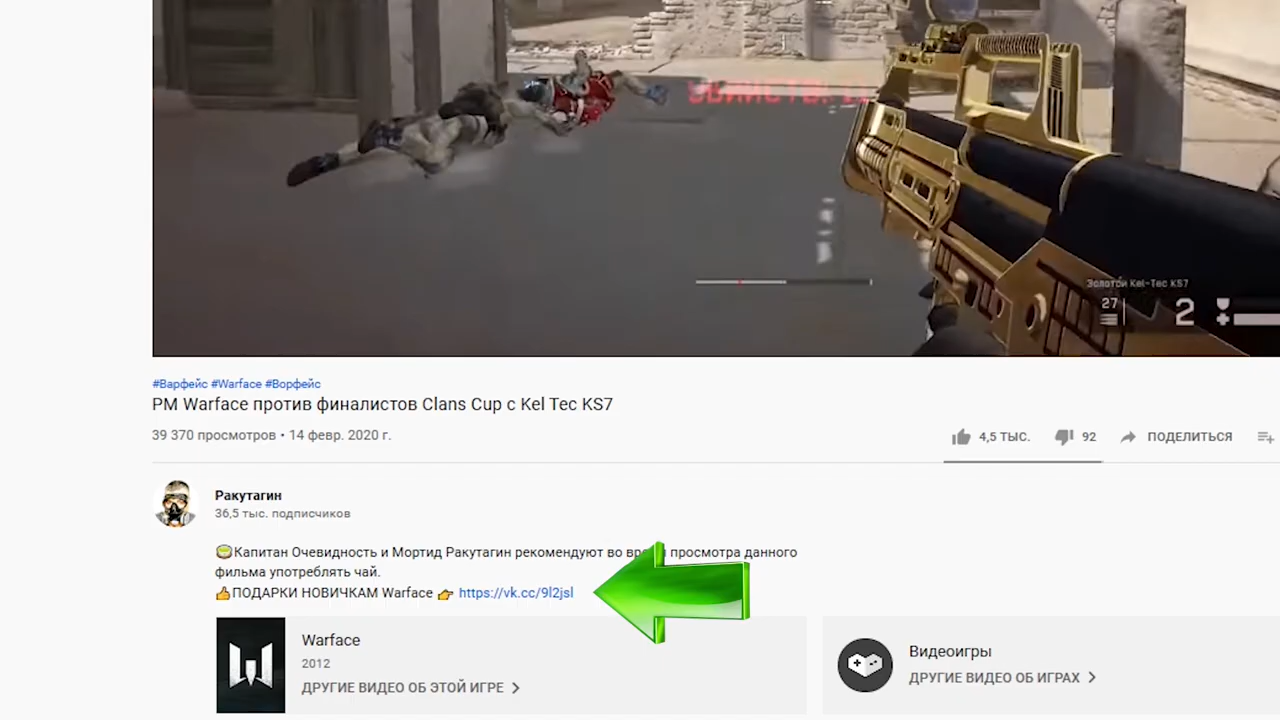 Золотой Kel-Tec KS7
27
2
#Варфейс #Warface #Ворфейс
РМ Warface против финалистов Clans Cup с Kel Tec KS7
39 370 просмотров • 14 февр. 2020 г.
4,5 ТЫС.
92
ПОДЕЛИТЬСЯ
Ракутагин
36,5 тыс. подписчиков
Капитан Очевидность и Мортид Ракутагин рекомендуют во просмотра данного
фильма употреблять чай.
ПОДАРКИ НОВИЧКАМ Warface 👉 https://vk.cc/9l2jsl
Warface
2012
ДРУГИЕ ВИДЕО ОБ ЭТОЙ ИГРЕ
Видеоигры
ДРУГИЕ ВИДЕО ОБ ИГРАХ